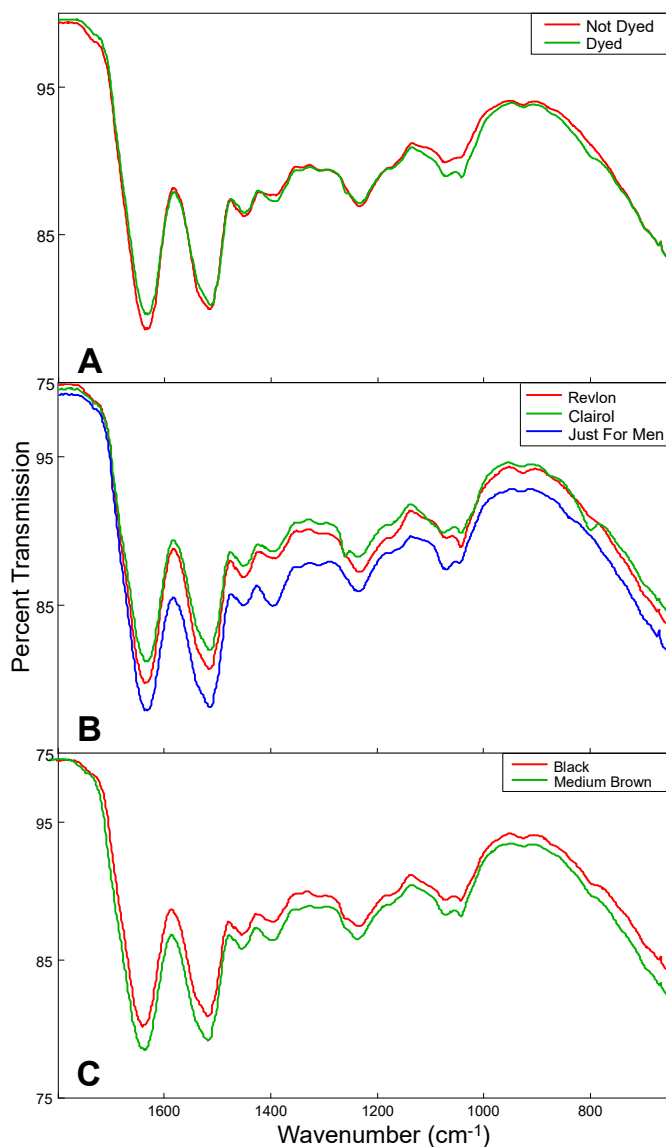 Not Dyed
Dyed
95
85
A
75
Revlon
Clairol
Just For Men
95
85
B
Percent Transmission
75
Black
Medium Brown
95
85
C
75
1600 1400 1200 1000 800
Wavenumber (cm-1)